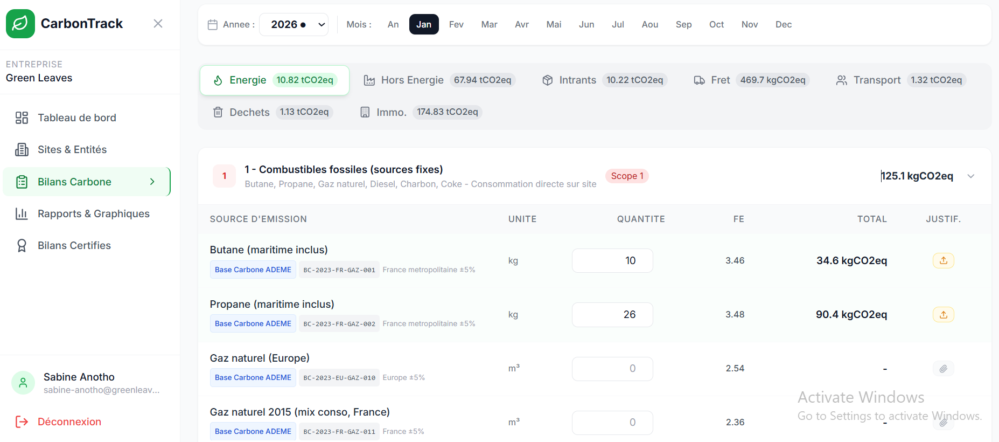 CarbonTrack
ENTREPRISE
Green Leaves
Tableau de bord
Sites & Entités
Bilans Carbone
Rapports & Graphiques
Bilans Certifies
Sabine Anotho
sabine-anotho@greenleav...
Déconnexion
Annee : 2026 ● Mois : An Jan Fev Mar Avr Mai Jun Jul Aou Sep Oct Nov Dec
Energie 10.82 tCO2eq Hors Energie 67.94 tCO2eq Intrants 10.22 tCO2eq Fret 469.7 kgCO2eq Transport 1.32 tCO2eq
Dechets 1.13 tCO2eq Immo. 174.83 tCO2eq
1 1 - Combustibles fossiles (sources fixes) Scope 1 125.1 kgCO2eq
Butane, Propane, Gaz naturel, Diesel, Charbon, Coke - Consommation directe sur site
SOURCE D'EMISSION UNITE QUANTITE FE TOTAL JUSTIF.
Butane (maritime inclus) kg 10 3.46 34.6 kgCO2eq
Base Carbone ADEME BC-2023-FR-GAZ-001 France metropolitaine ±5%
Propane (maritime inclus) kg 26 3.48 90.4 kgCO2eq
Base Carbone ADEME BC-2023-FR-GAZ-002 France metropolitaine ±5%
Gaz naturel (Europe) m³ 0 2.54 -
Base Carbone ADEME BC-2023-EU-GAZ-010 Europe ±5%
Gaz naturel 2015 (mix conso, France) m³ 0 2.36 -
Base Carbone ADEME BC-2023-FR-GAZ-011 France ±5%
Activate Windows
Go to Settings to activate Windows.